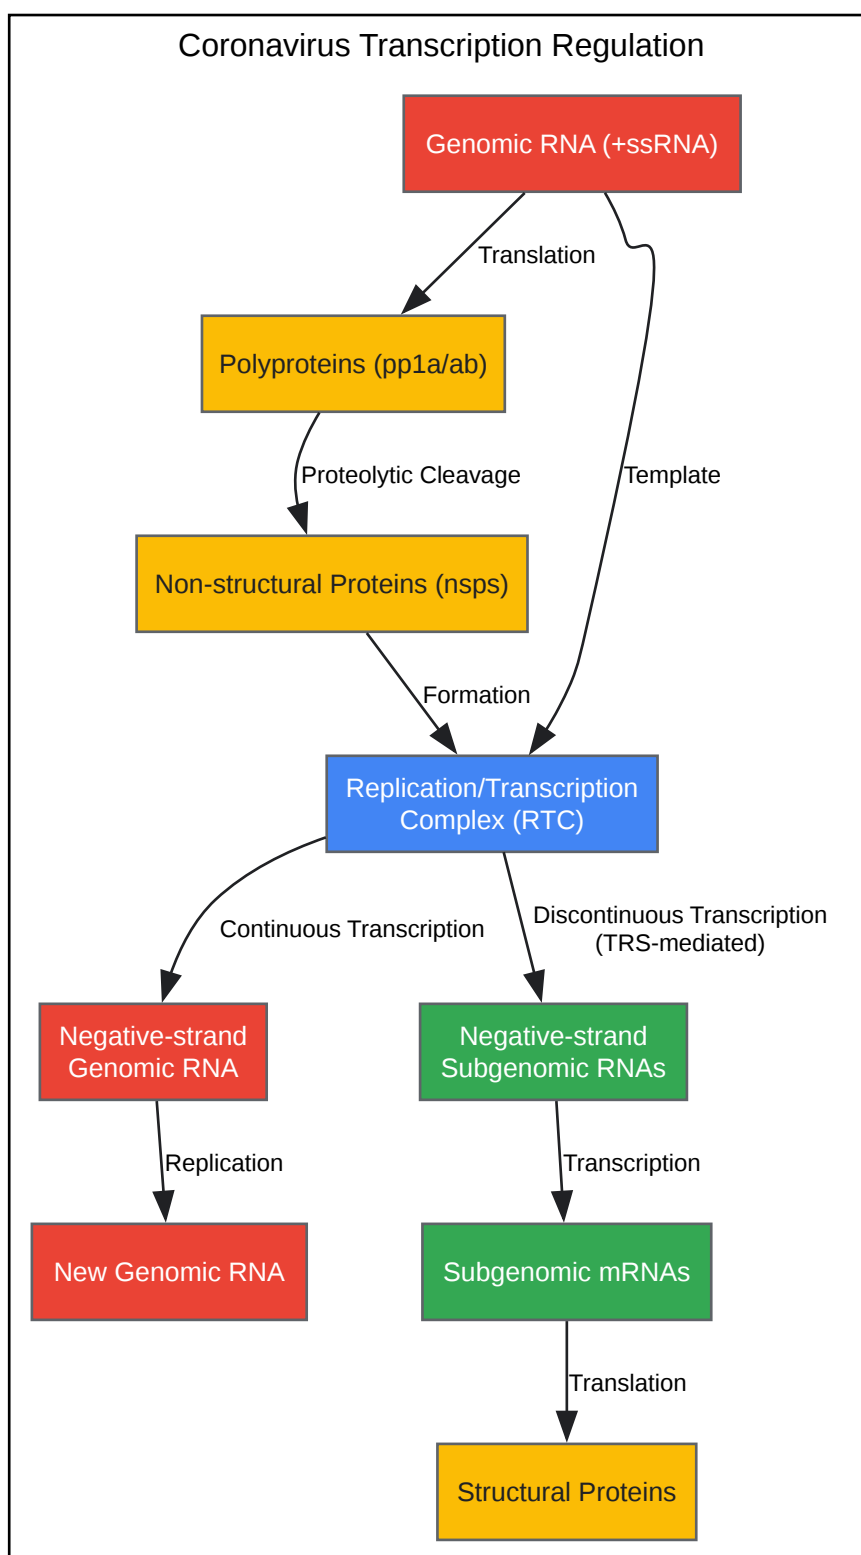 Coronavirus Transcription Regulation
Genomic RNA (+ssRNA)
Translation
Polyproteins (pp1a/ab)
Proteolytic Cleavage
Template
Non-structural Proteins (nsps)
Formation
Replication/Transcription
Complex (RTC)
Continuous Transcription
Discontinuous Transcription
(TRS-mediated)
Negative-strand
Genomic RNA
Negative-strand
Subgenomic RNAs
Replication
Transcription
New Genomic RNA
Subgenomic mRNAs
Translation
Structural Proteins